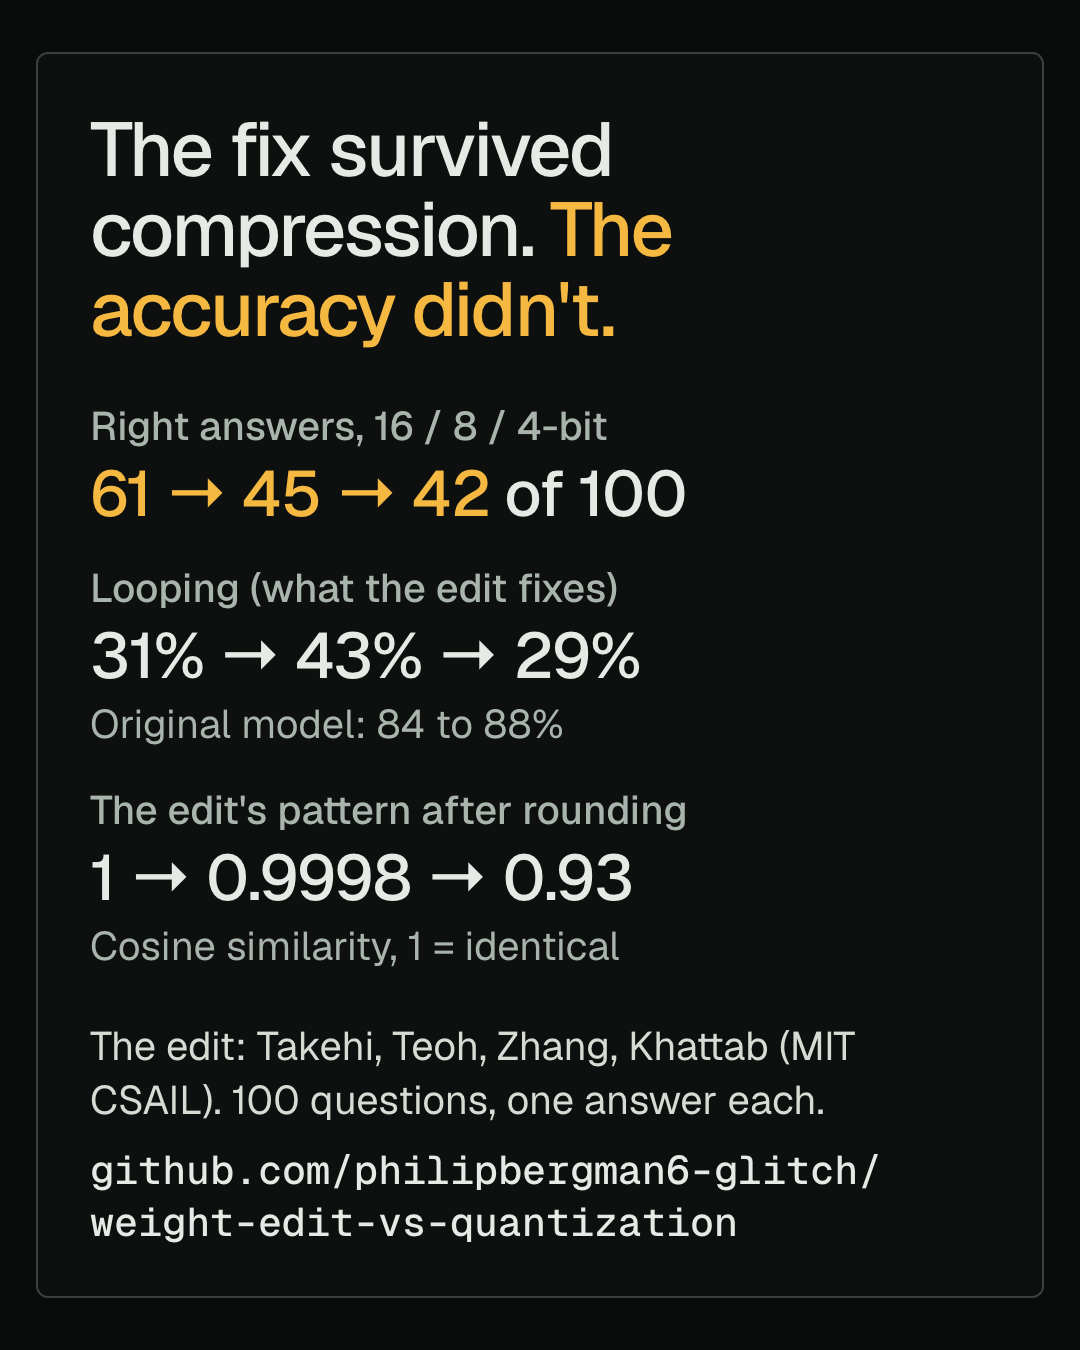 The fix survived
compression. The
accuracy didn't.
Right answers, 16 / 8 / 4-bit
61 → 45 → 42 of 100
Looping (what the edit fixes)
31% → 43% → 29%
Original model: 84 to 88%
The edit's pattern after rounding
1 → 0.9998 → 0.93
Cosine similarity, 1 = identical
The edit: Takehi, Teoh, Zhang, Khattab (MIT
CSAIL). 100 questions, one answer each.
github.com/philipbergman6-glitch/
weight-edit-vs-quantization